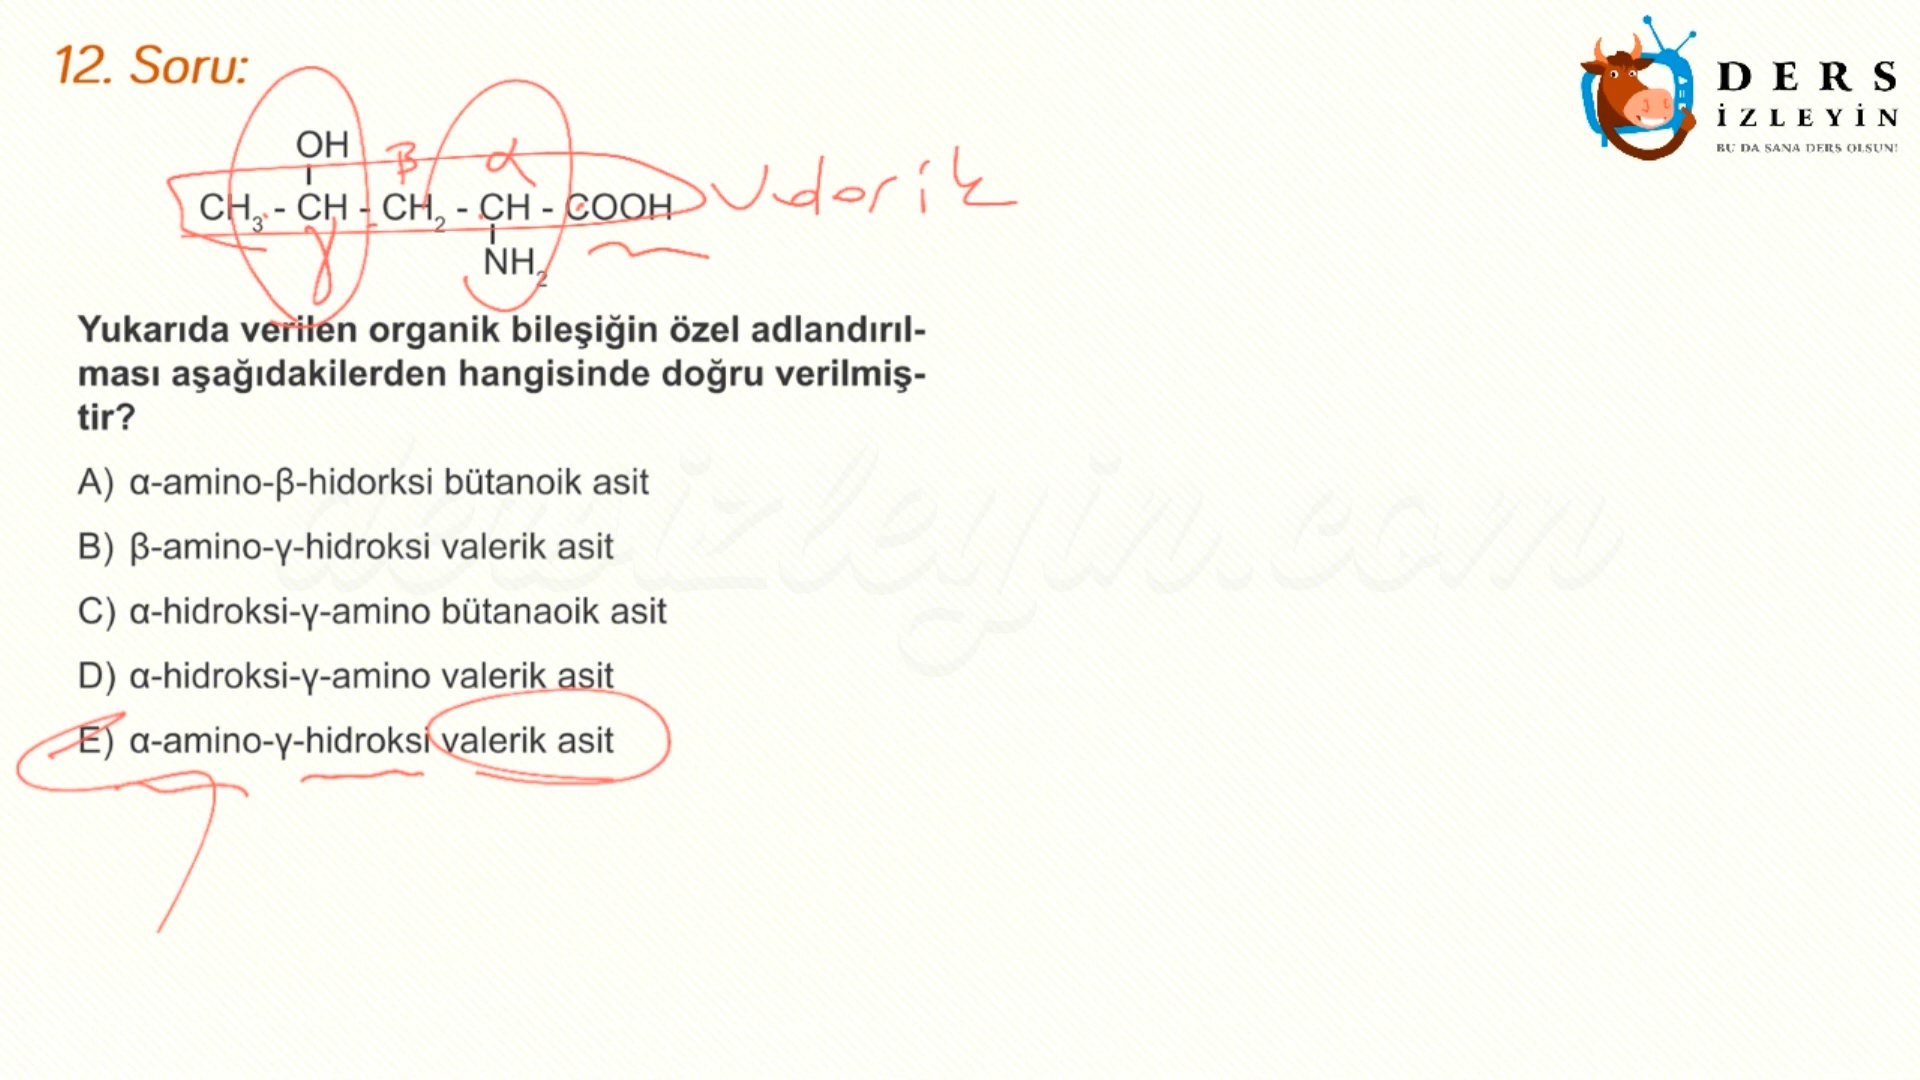 12. Soru:
DERS
İZLEYİN
BU DA SANA DERS OLSUN!
OH
β α
CH₃ - CH - CH₂ - CH - COOH
γ
NH₂
Yukarıda verilen organik bileşiğin özel adlandırıl-
ması aşağıdakilerden hangisinde doğru verilmiş-
tir?
A) α-amino-β-hidorksi bütanoik asit
B) β-amino-γ-hidroksi valerik asit
C) α-hidroksi-γ-amino bütanaoik asit
D) α-hidroksi-γ-amino valerik asit
E) α-amino-γ-hidroksi valerik asit